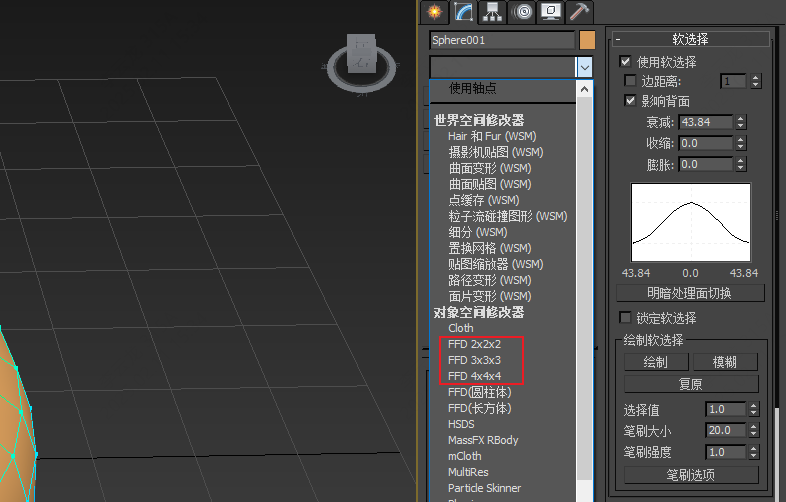 Sphere001
使用轴点
世界空间修改器
Hair 和 Fur (WSM)
摄影机贴图 (WSM)
曲面变形 (WSM)
曲面贴图 (WSM)
点缓存 (WSM)
粒子流碰撞图形 (WSM)
细分 (WSM)
置换网格 (WSM)
贴图缩放器 (WSM)
路径变形 (WSM)
面片变形 (WSM)
对象空间修改器
Cloth
FFD 2x2x2
FFD 3x3x3
FFD 4x4x4
FFD(圆柱体)
FFD(长方体)
HSDS
MassFX RBody
mCloth
MultiRes
Particle Skinner
- 软选择
使用软选择
边距离: 1
影响背面
衰减: 43.84
收缩: 0.0
膨胀: 0.0
43.84 0.0 43.84
明暗处理面切换
锁定软选择
绘制软选择
绘制 模糊
复原
选择值 1.0
笔刷大小 20.0
笔刷强度 1.0
笔刷选项